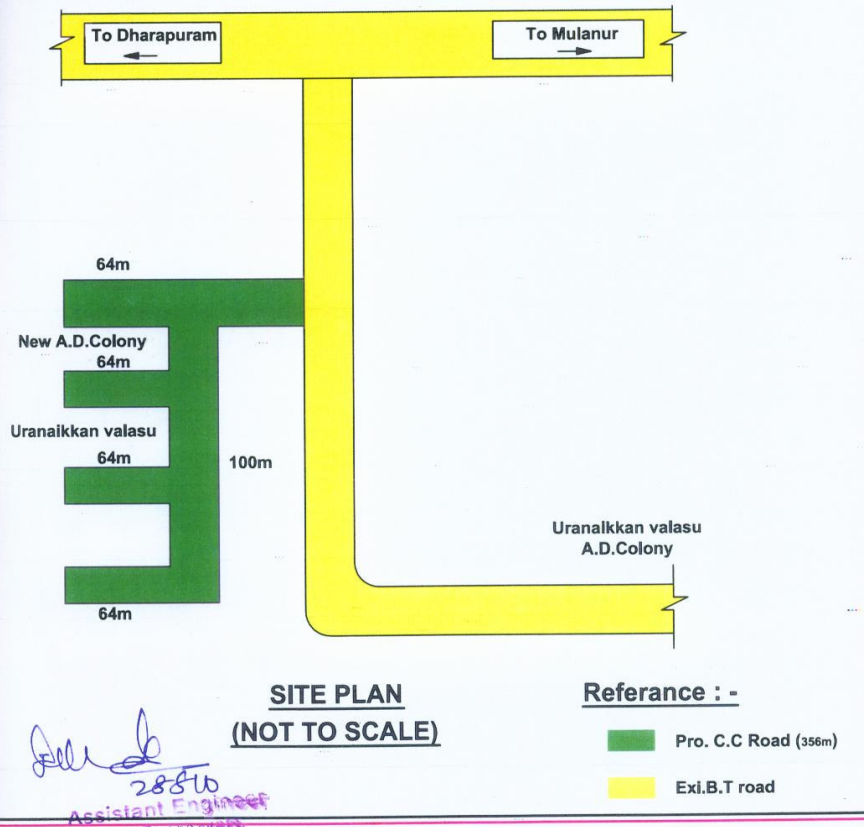 To Dharapuram
To Mulanur
64m
New A.D.Colony
64m
Uranaikkan valasu
64m
100m
64m
Uranaikkan valasu
A.D.Colony
SITE PLAN
(NOT TO SCALE)
Referance : -
Pro. C.C Road (356m)
Exi.B.T road
Assistant Engineer